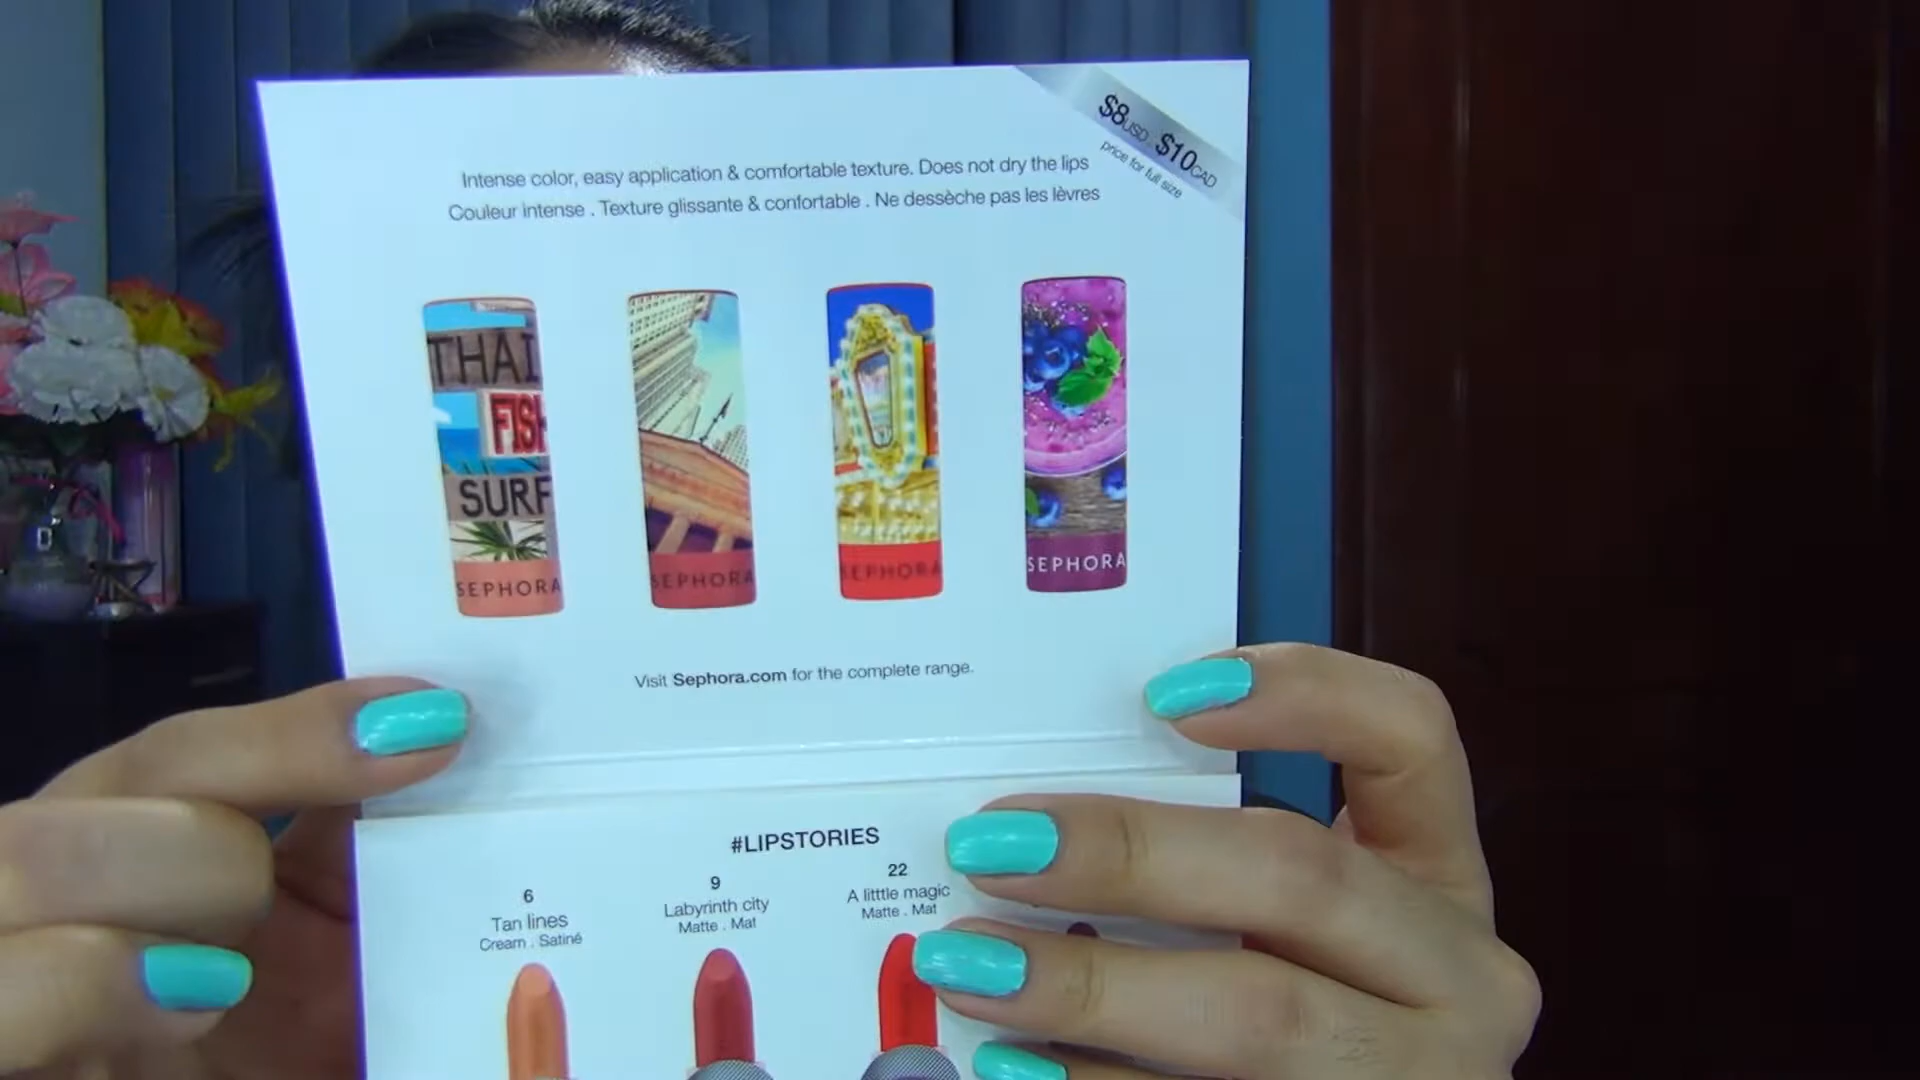 $8USD . $10CAD
price for full size
Intense color, easy application & comfortable texture. Does not dry the lips
Couleur intense . Texture glissante & confortable . Ne dessèche pas les lèvres
THAI
FISH
SURF
SEPHORA
SEPHORA
SEPHORA
SEPHORA
Visit Sephora.com for the complete range.
#LIPSTORIES
6
Tan lines
Cream . Satiné
9
Labyrinth city
Matte . Mat
22
A litttle magic
Matte . Mat